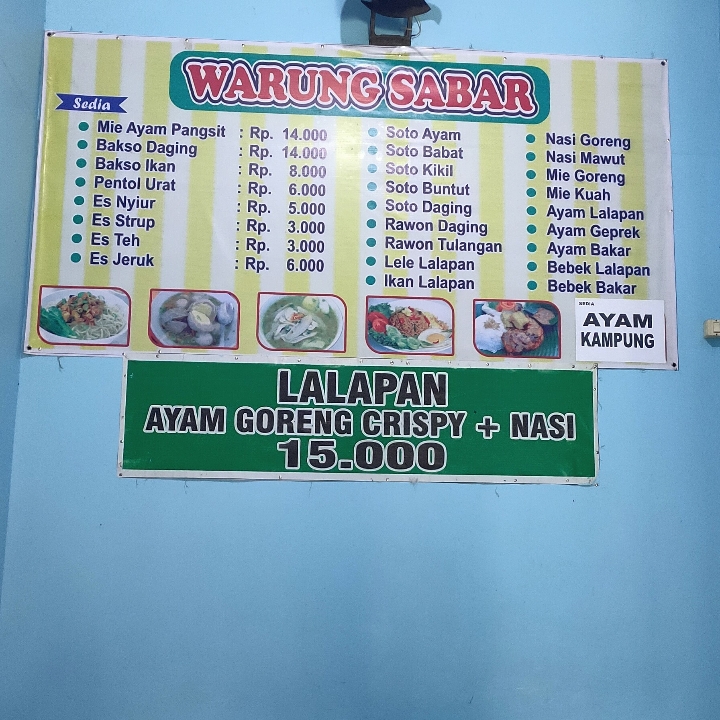 WARUNG SABAR
Sedia
Mie Ayam Pangsit : Rp. 14.000
Bakso Daging : Rp. 14.000
Bakso Ikan : Rp. 8.000
Pentol Urat : Rp. 6.000
Es Nyiur : Rp. 5.000
Es Strup : Rp. 3.000
Es Teh : Rp. 3.000
Es Jeruk : Rp. 6.000
Soto Ayam
Soto Babat
Soto Kikil
Soto Buntut
Soto Daging
Rawon Daging
Rawon Tulangan
Lele Lalapan
Ikan Lalapan
Nasi Goreng
Nasi Mawut
Mie Goreng
Mie Kuah
Ayam Lalapan
Ayam Geprek
Ayam Bakar
Bebek Lalapan
Bebek Bakar
SEDIA
AYAM
KAMPUNG
LALAPAN
AYAM GORENG CRISPY + NASI
15.000